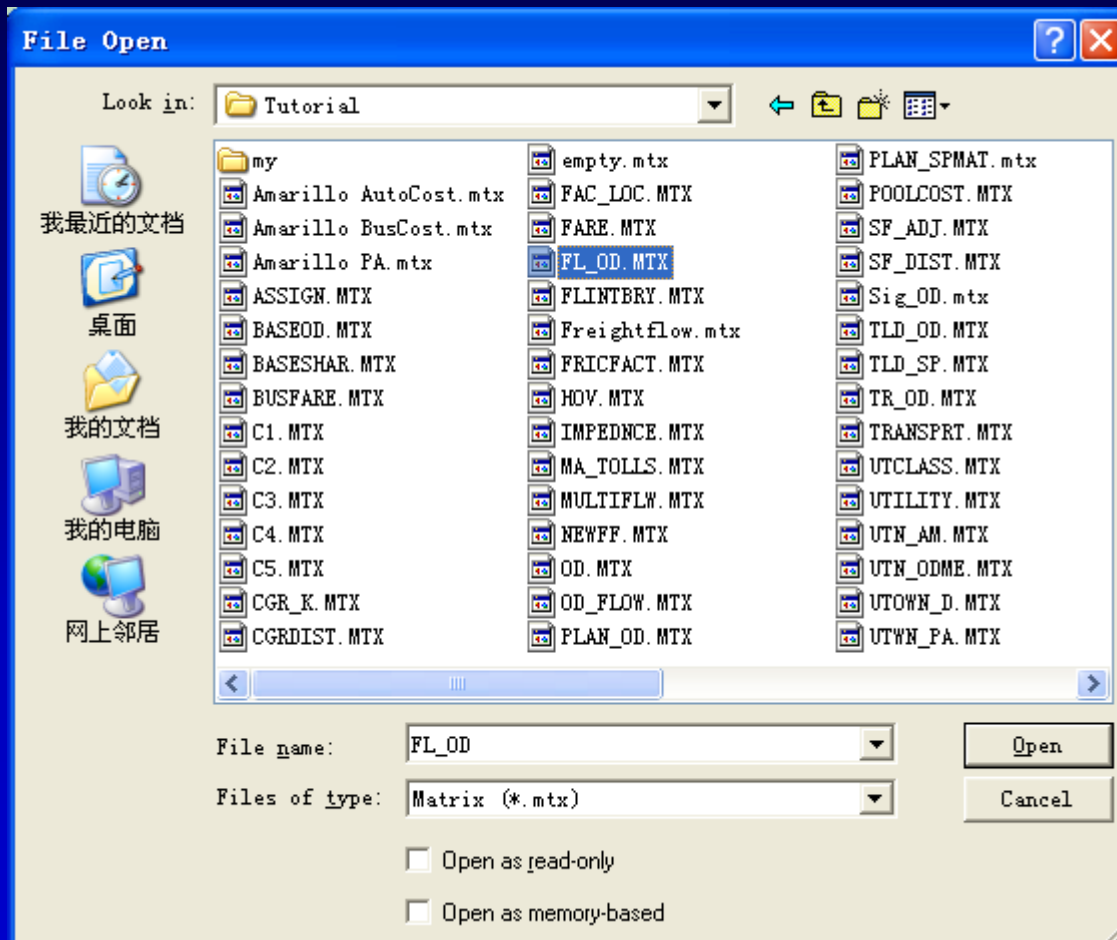 File Open
Look in: Tutorial
我最近的文档
桌面
我的文档
我的电脑
网上邻居
my
Amarillo AutoCost.mtx
Amarillo BusCost.mtx
Amarillo PA.mtx
ASSIGN.MTX
BASEOD.MTX
BASESHAR.MTX
BUSFARE.MTX
C1.MTX
C2.MTX
C3.MTX
C4.MTX
C5.MTX
CGR_K.MTX
CGRDIST.MTX
empty.mtx
FAC_LOC.MTX
FARE.MTX
FL_OD.MTX
FLINTBRY.MTX
Freightflow.mtx
FRICFACT.MTX
HOV.MTX
IMPEDNCE.MTX
MA_TOLLS.MTX
MULTIFLW.MTX
NEWFF.MTX
OD.MTX
OD_FLOW.MTX
PLAN_OD.MTX
PLAN_SPMAT.mtx
POOLCOST.MTX
SF_ADJ.MTX
SF_DIST.MTX
Sig_OD.mtx
TLD_OD.MTX
TLD_SP.MTX
TR_OD.MTX
TRANSPRT.MTX
UTCLASS.MTX
UTILITY.MTX
UTN_AM.MTX
UTN_ODME.MTX
UTOWN_D.MTX
UTWN_PA.MTX
File name: FL_OD Open
Files of type: Matrix (*.mtx) Cancel
Open as read-only
Open as memory-based